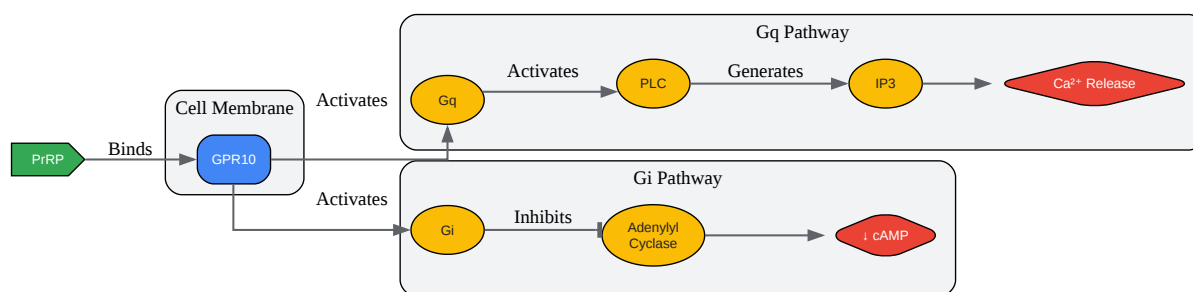 Gq Pathway
Activates
Generates
Activates
Gq
PLC
IP3
Ca²⁺ Release
Cell Membrane
PrRP
Binds
GPR10
Gi Pathway
Activates
Inhibits
Gi
Adenylyl
Cyclase
↓ cAMP